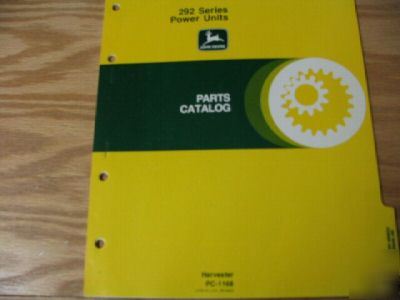 292 Series
Power Units
JOHN DEERE
PARTS
CATALOG
Harvester
PC-1168